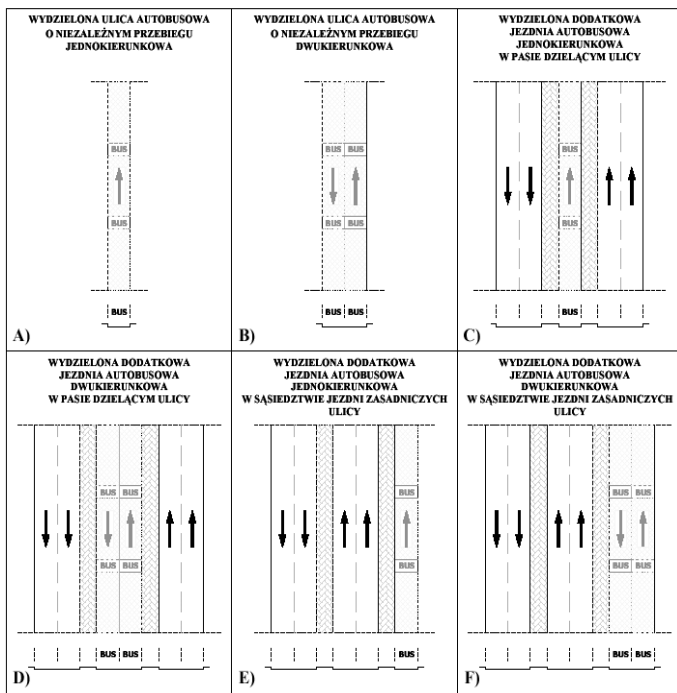 WYDZIELONA ULICA AUTOBUSOWA
O NIEZALEŻNYM PRZEBIEGU
JEDNOKIERUNKOWA
BUS
BUS
BUS
A)
WYDZIELONA ULICA AUTOBUSOWA
O NIEZALEŻNYM PRZEBIEGU
DWUKIERUNKOWA
BUS BUS
BUS BUS
BUS BUS
B)
WYDZIELONA DODATKOWA
JEZDNIA AUTOBUSOWA
JEDNOKIERUNKOWA
W PASIE DZIELĄCYM ULICY
BUS
BUS
BUS
C)
WYDZIELONA DODATKOWA
JEZDNIA AUTOBUSOWA
DWUKIERUNKOWA
W PASIE DZIELĄCYM ULICY
BUS BUS
BUS BUS
BUS BUS
D)
WYDZIELONA DODATKOWA
JEZDNIA AUTOBUSOWA
JEDNOKIERUNKOWA
W SĄSIEDZTWIE JEZDNI ZASADNICZYCH
ULICY
BUS
BUS
BUS
E)
WYDZIELONA DODATKOWA
JEZDNIA AUTOBUSOWA
DWUKIERUNKOWA
W SĄSIEDZTWIE JEZDNI ZASADNICZYCH
ULICY
BUS BUS
BUS BUS
BUS BUS
F)